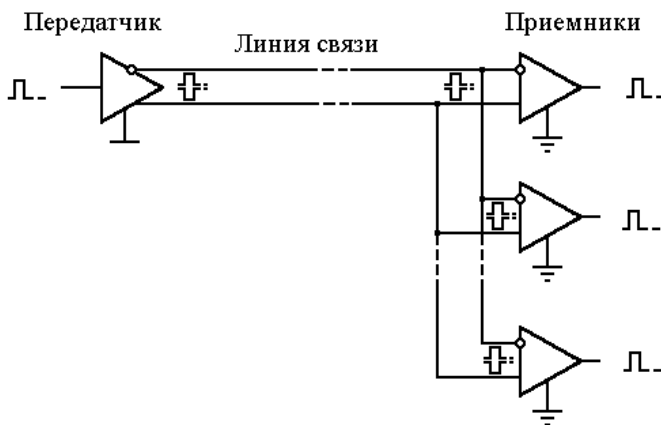 Передатчик
Линия связи
Приемники